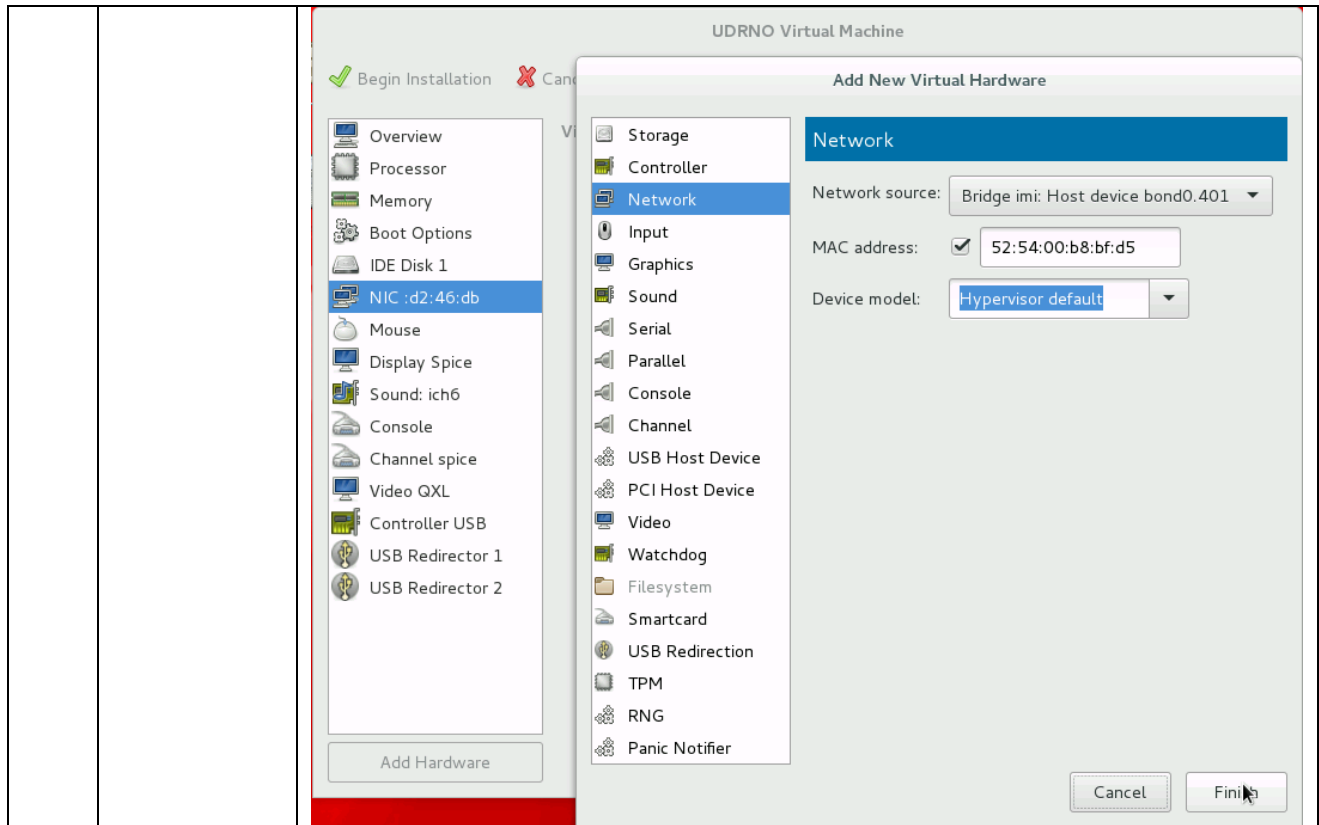 UDRNO Virtual Machine
Begin Installation
Add New Virtual Hardware
Overview
Processor
Memory
Boot Options
IDE Disk 1
NIC :d2:46:db
Mouse
Display Spice
Sound: ich6
Console
Channel spice
Video QXL
Controller USB
USB Redirector 1
USB Redirector 2
Add Hardware
Storage
Controller
Network
Input
Graphics
Sound
Serial
Parallel
Console
Channel
USB Host Device
PCI Host Device
Video
Watchdog
Filesystem
Smartcard
USB Redirection
TPM
RNG
Panic Notifier
Network
Network source: Bridge imi: Host device bond0.401
MAC address: 52:54:00:b8:bf:d5
Device model: Hypervisor default
Cancel
Finish